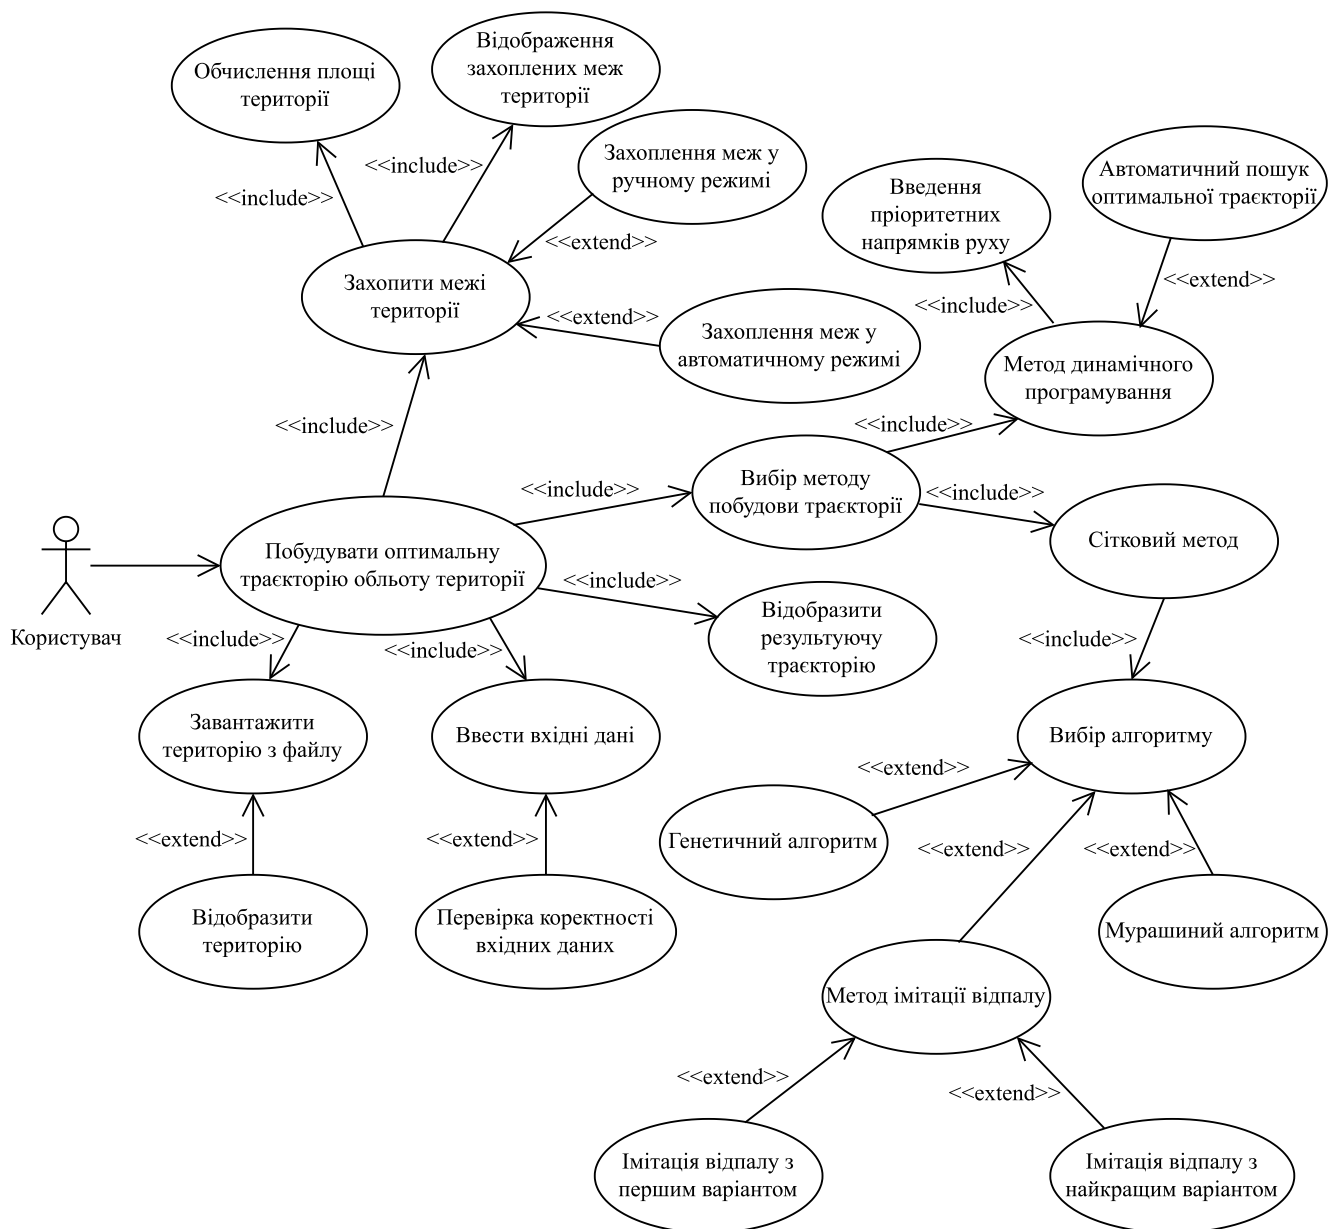 Обчислення площі
території
Відображення
захоплених меж
території
<<include>>
<<include>>
Захоплення меж у
ручному режимі
<<extend>>
Захопити межі
території
<<extend>>
Захоплення меж у
автоматичному режимі
Введення
пріоритетних
напрямків руху
Автоматичний пошук
оптимальної траєкторії
<<include>>
<<extend>>
Метод динамічного
програмування
<<include>>
<<include>>
<<include>>
Вибір методу
побудови траєкторії
<<include>>
Сітковий метод
Користувач
Побудувати оптимальну
траєкторію обльоту території
<<include>>
Відобразити
результуючу
траєкторію
<<include>>
<<include>>
<<include>>
Завантажити
територію з файлу
Ввести вхідні дані
Вибір алгоритму
<<extend>>
<<extend>>
<<extend>>
Генетичний алгоритм
<<extend>>
<<extend>>
Відобразити
територію
Перевірка коректності
вхідних даних
Мурашиний алгоритм
Метод імітації відпалу
<<extend>>
<<extend>>
Імітація відпалу з
першим варіантом
Імітація відпалу з
найкращим варіантом